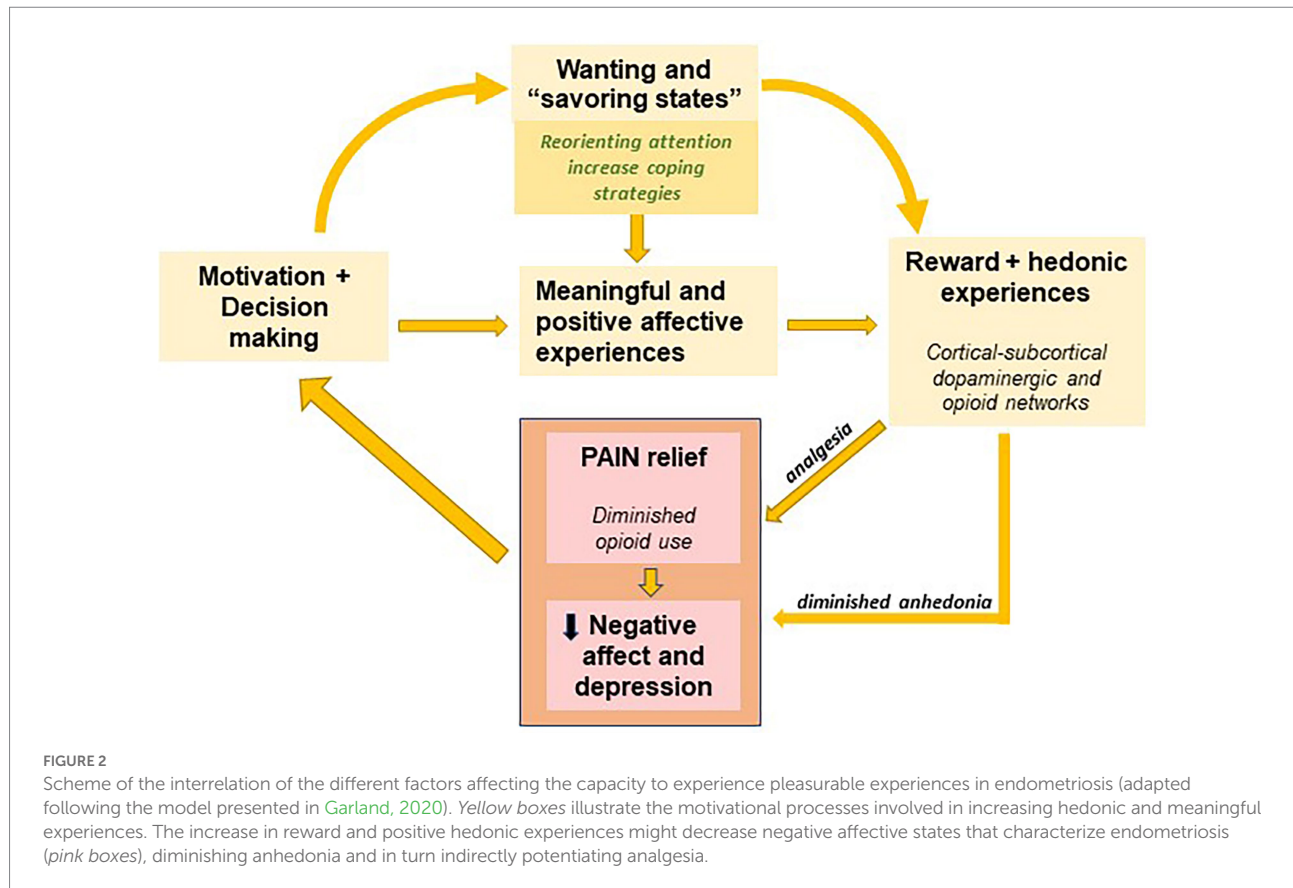 Wanting and
“savoring states”
Reorienting attention
increase coping
strategies
Motivation +
Decision
making
Meaningful and
positive affective
experiences
Reward + hedonic
experiences
Cortical-subcortical
dopaminergic and
opioid networks
analgesia
PAIN relief
Diminished
opioid use
diminished anhedonia
Negative
affect and
depression
FIGURE 2
Scheme of the interrelation of the different factors affecting the capacity to experience pleasurable experiences in endometriosis (adapted
following the model presented in Garland, 2020). Yellow boxes illustrate the motivational processes involved in increasing hedonic and meaningful
experiences. The increase in reward and positive hedonic experiences might decrease negative affective states that characterize endometriosis
(pink boxes), diminishing anhedonia and in turn indirectly potentiating analgesia.